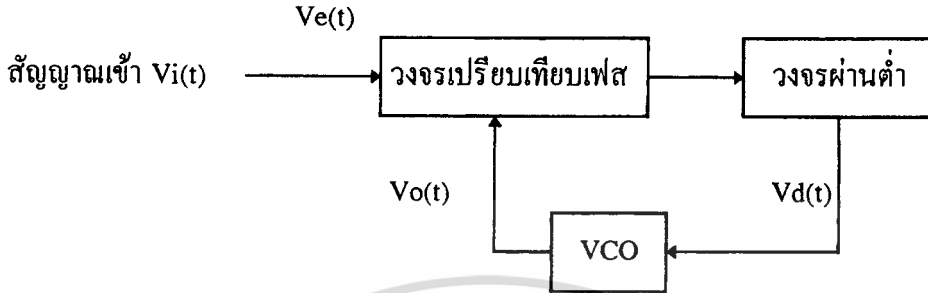 Ve(t)
สัญญาณเข้า Vi(t)
วงจรเปรียบเทียบเฟส
วงจรผ่านต่ำ
Vo(t)
Vd(t)
VCO